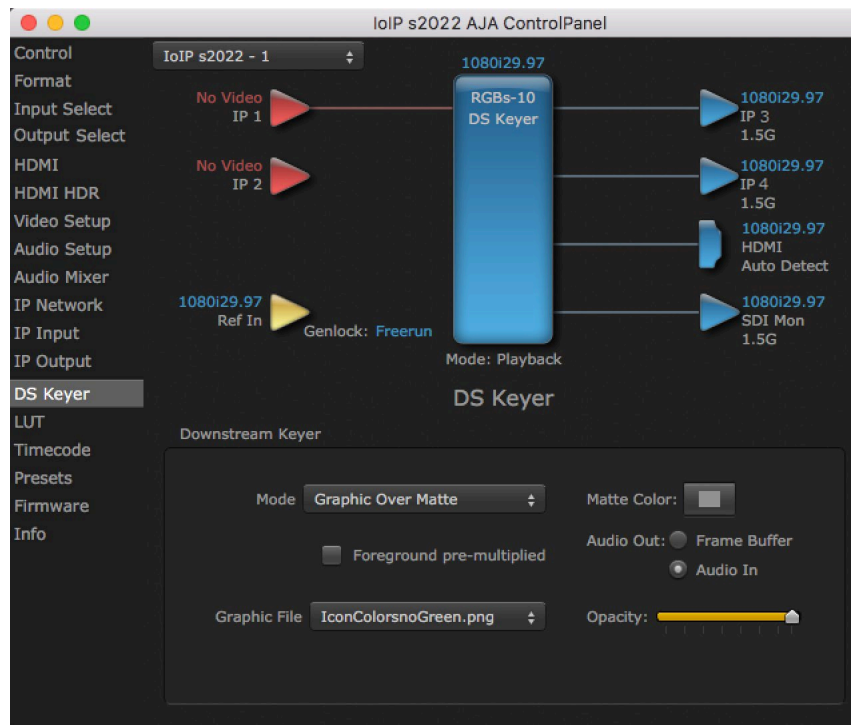 IoIP s2022 AJA ControlPanel
Control
Format
Input Select
Output Select
HDMI
HDMI HDR
Video Setup
Audio Setup
Audio Mixer
IP Network
IP Input
IP Output
DS Keyer
LUT
Timecode
Presets
Firmware
Info
IoIP s2022 - 1
1080i29.97
No Video
IP 1
RGBs-10
DS Keyer
1080i29.97
IP 3
1.5G
No Video
IP 2
1080i29.97
IP 4
1.5G
1080i29.97
HDMI
Auto Detect
1080i29.97
Ref In
Genlock: Freerun
1080i29.97
SDI Mon
1.5G
Mode: Playback
DS Keyer
Downstream Keyer
Mode Graphic Over Matte
Matte Color:
Foreground pre-multiplied
Audio Out: Frame Buffer
Audio In
Graphic File IconColorsnoGreen.png
Opacity: